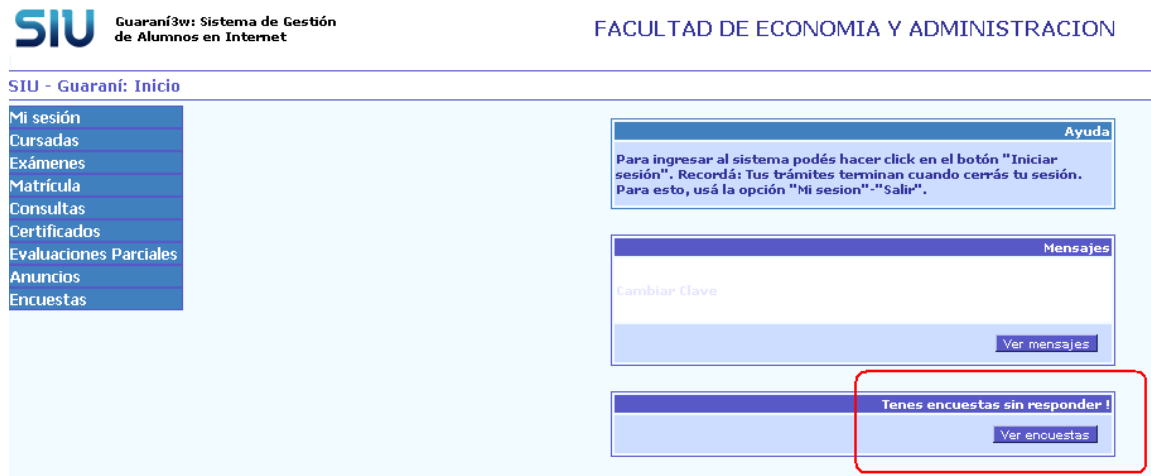 SIU
Guaraní3w: Sistema de Gestión
de Alumnos en Internet
FACULTAD DE ECONOMIA Y ADMINISTRACION
SIU - Guaraní: Inicio
Mi sesión
Cursadas
Exámenes
Matrícula
Consultas
Certificados
Evaluaciones Parciales
Anuncios
Encuestas
Ayuda
Para ingresar al sistema podés hacer click en el botón "Iniciar
sesión". Recordá: Tus trámites terminan cuando cerrás tu sesión.
Para esto, usá la opción "Mi sesion"-"Salir".
Mensajes
Cambiar Clave
Ver mensajes
Tenes encuestas sin responder !
Ver encuestas